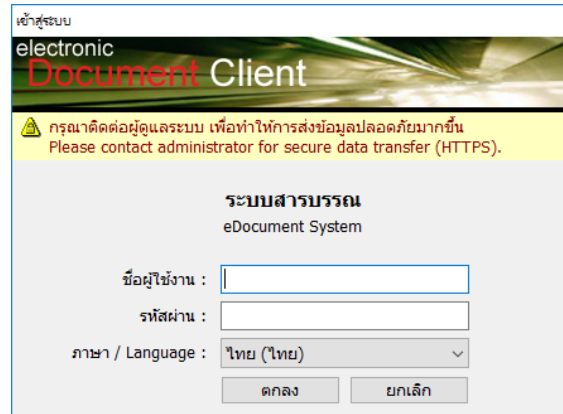 เข้าสู่ระบบ
electronic
Document Client
กรุณาติดต่อผู้ดูแลระบบ เพื่อทำให้การส่งข้อมูลปลอดภัยมากขึ้น
Please contact administrator for secure data transfer (HTTPS).
ระบบสารบรรณ
eDocument System
ชื่อผู้ใช้งาน :
รหัสผ่าน :
ภาษา / Language : ไทย (ไทย)
ตกลง ยกเลิก